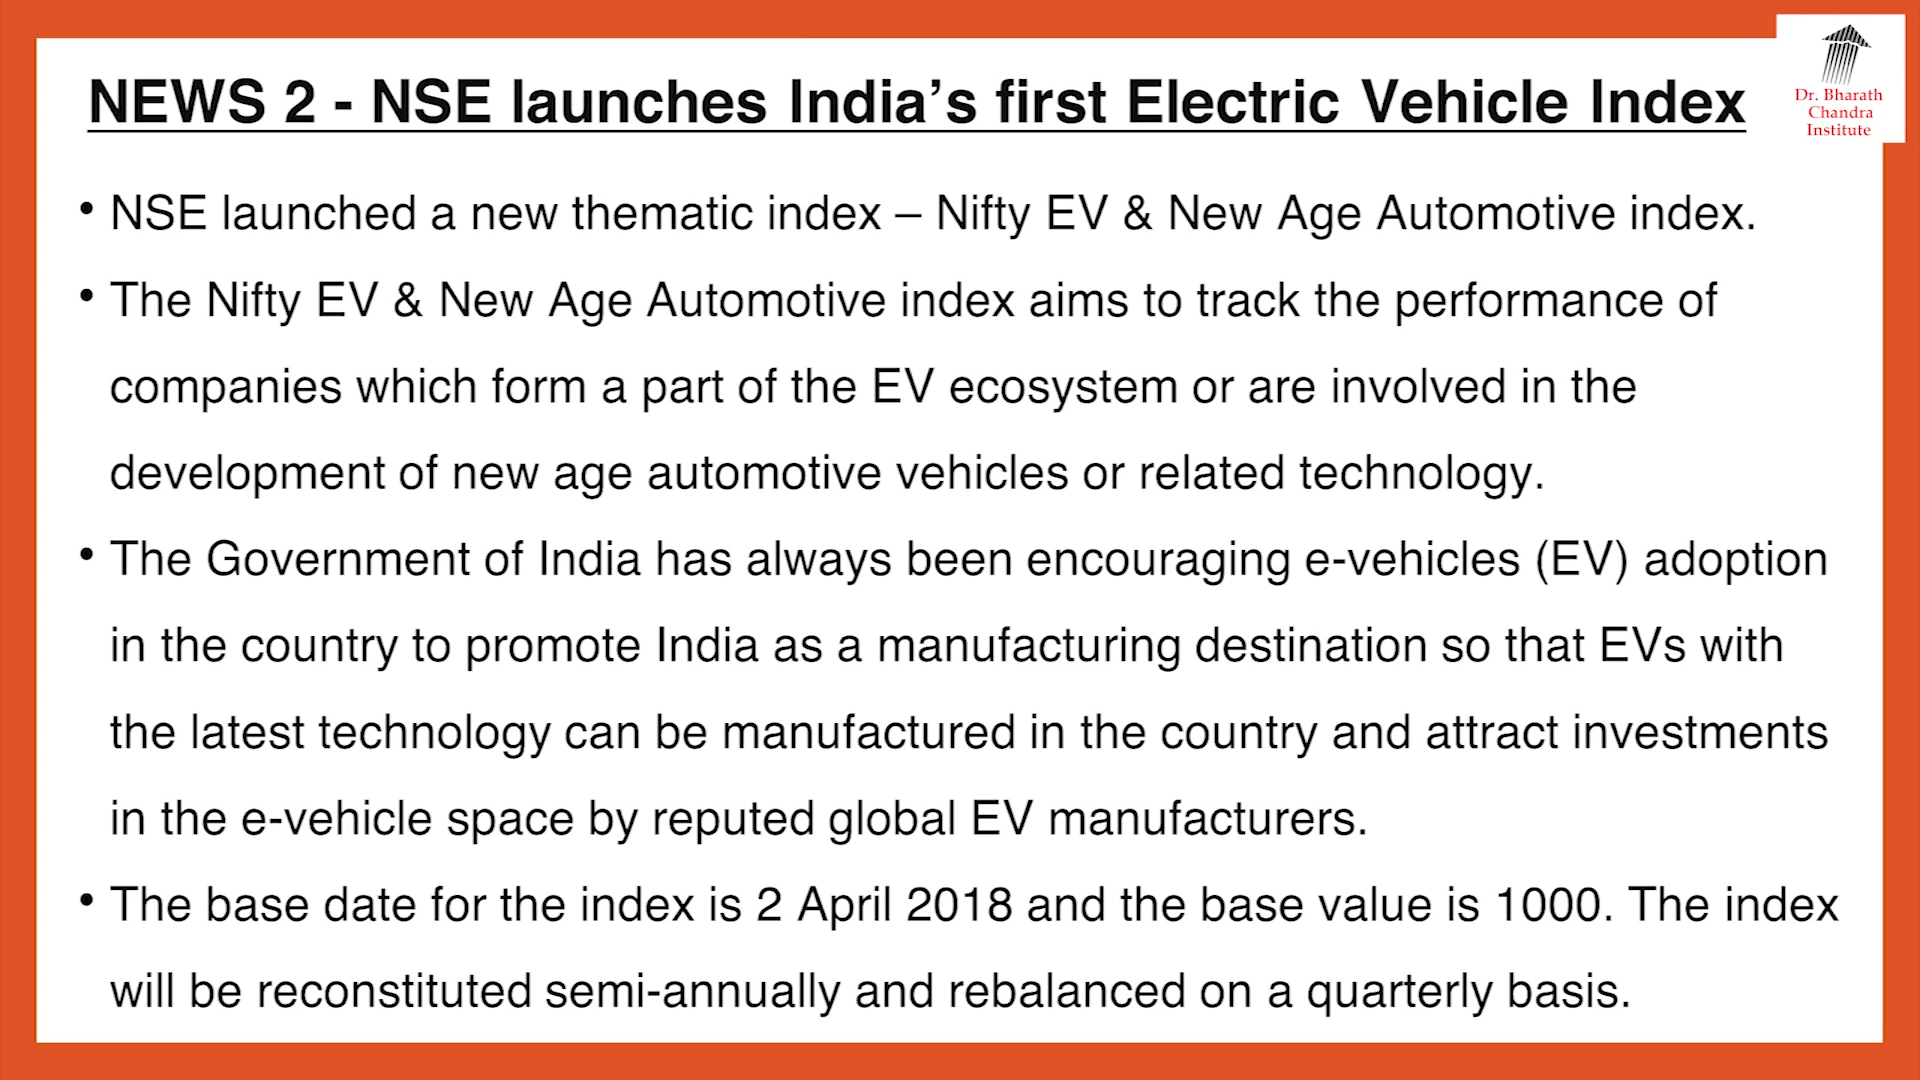 NEWS 2 - NSE launches India’s first Electric Vehicle Index
Dr. Bharath
Chandra
Institute
• NSE launched a new thematic index – Nifty EV & New Age Automotive index.
• The Nifty EV & New Age Automotive index aims to track the performance of
companies which form a part of the EV ecosystem or are involved in the
development of new age automotive vehicles or related technology.
• The Government of India has always been encouraging e-vehicles (EV) adoption
in the country to promote India as a manufacturing destination so that EVs with
the latest technology can be manufactured in the country and attract investments
in the e-vehicle space by reputed global EV manufacturers.
• The base date for the index is 2 April 2018 and the base value is 1000. The index
will be reconstituted semi-annually and rebalanced on a quarterly basis.